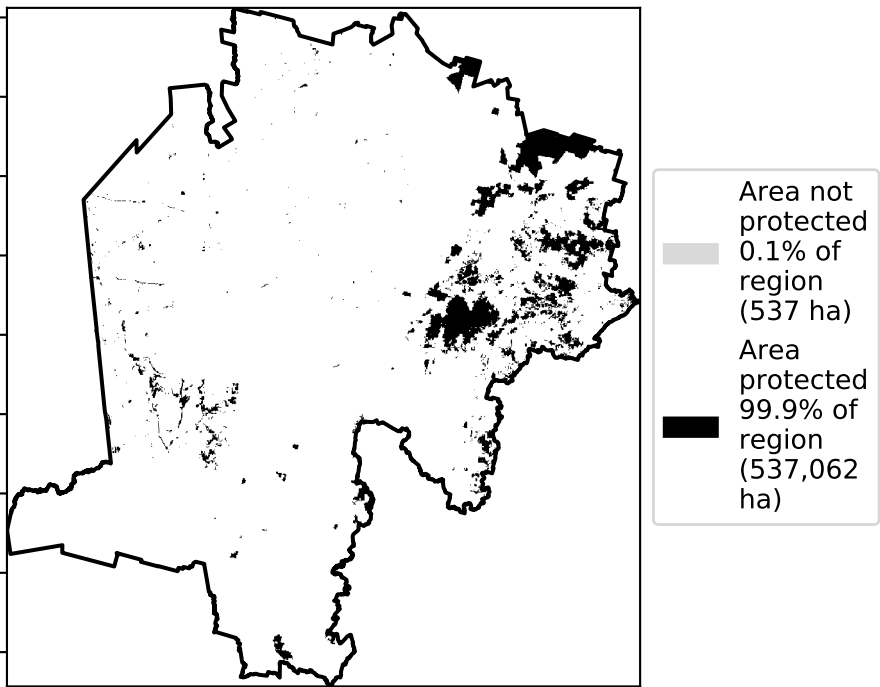 Area not
protected
0.1% of
region
(537 ha)
Area
protected
99.9% of
region
(537,062
ha)